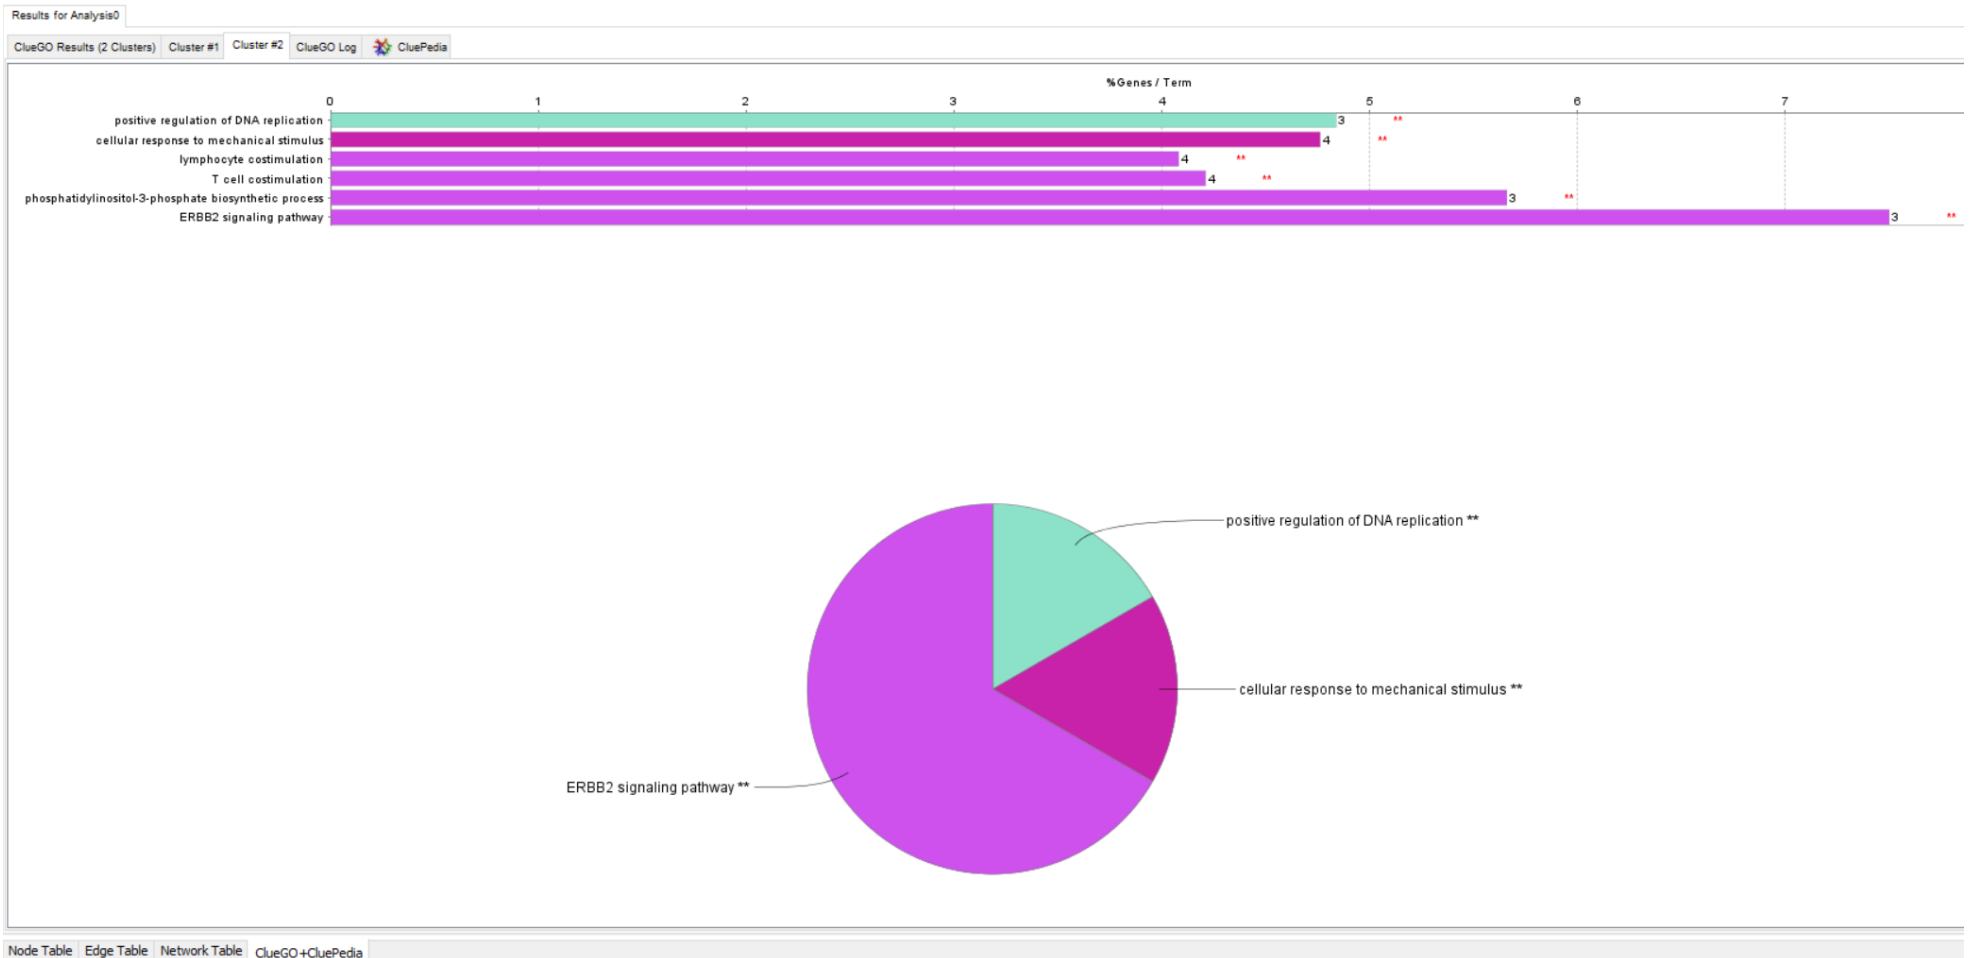 Results for Analysis0
ClueGO Results (2 Clusters) Cluster #1 Cluster #2 ClueGO Log CluePedia
%Genes / Term
0 1 2 3 4 5 6 7
positive regulation of DNA replication 3 **
cellular response to mechanical stimulus 4 **
lymphocyte costimulation 4 **
T cell costimulation 4 **
phosphatidylinositol-3-phosphate biosynthetic process 3 **
ERBB2 signaling pathway 3 **
positive regulation of DNA replication **
cellular response to mechanical stimulus **
ERBB2 signaling pathway **
Node Table Edge Table Network Table ClueGO+CluePedia